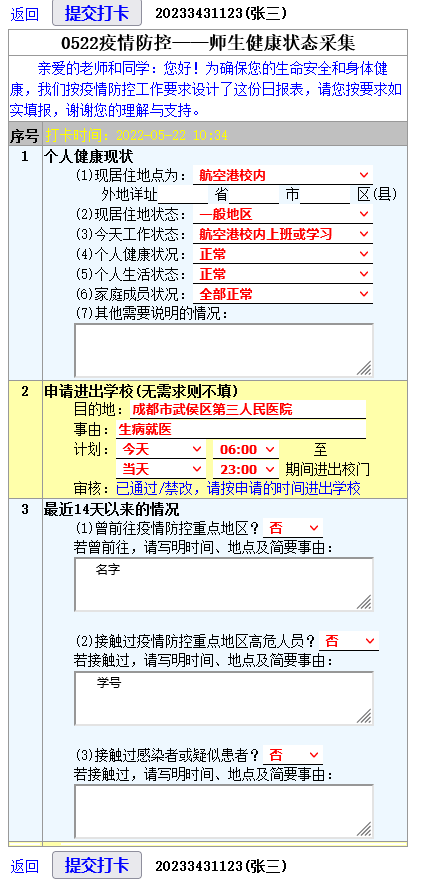 返回 提交打卡 20233431123(张三)
0522疫情防控——师生健康状态采集
亲爱的老师和同学：您好！为确保您的生命安全和身体健
康，我们按疫情防控工作要求设计了这份日报表，请您按要求如
实填报，谢谢您的理解与支持。
序号 打卡时间：2022-05-22 10:34
1 个人健康现状
(1)现居住地点为：航空港校内
外地详址 省 市 区(县)
(2)现居住地状态：一般地区
(3)今天工作状态：航空港校内上班或学习
(4)个人健康状况：正常
(5)个人生活状态：正常
(6)家庭成员状况：全部正常
(7)其他需要说明的情况：
2 申请进出学校(无需求则不填)
目的地：成都市武侯区第三人民医院
事由：生病就医
计划：今天 06:00 至
当天 23:00 期间进出校门
审核：已通过/禁改，请按申请的时间进出学校
3 最近14天以来的情况
(1)曾前往疫情防控重点地区？否
若曾前往，请写明时间、地点及简要事由：
名字
(2)接触过疫情防控重点地区高危人员？否
若接触过，请写明时间、地点及简要事由：
学号
(3)接触过感染者或疑似患者？否
若接触过，请写明时间、地点及简要事由：
返回 提交打卡 20233431123(张三)